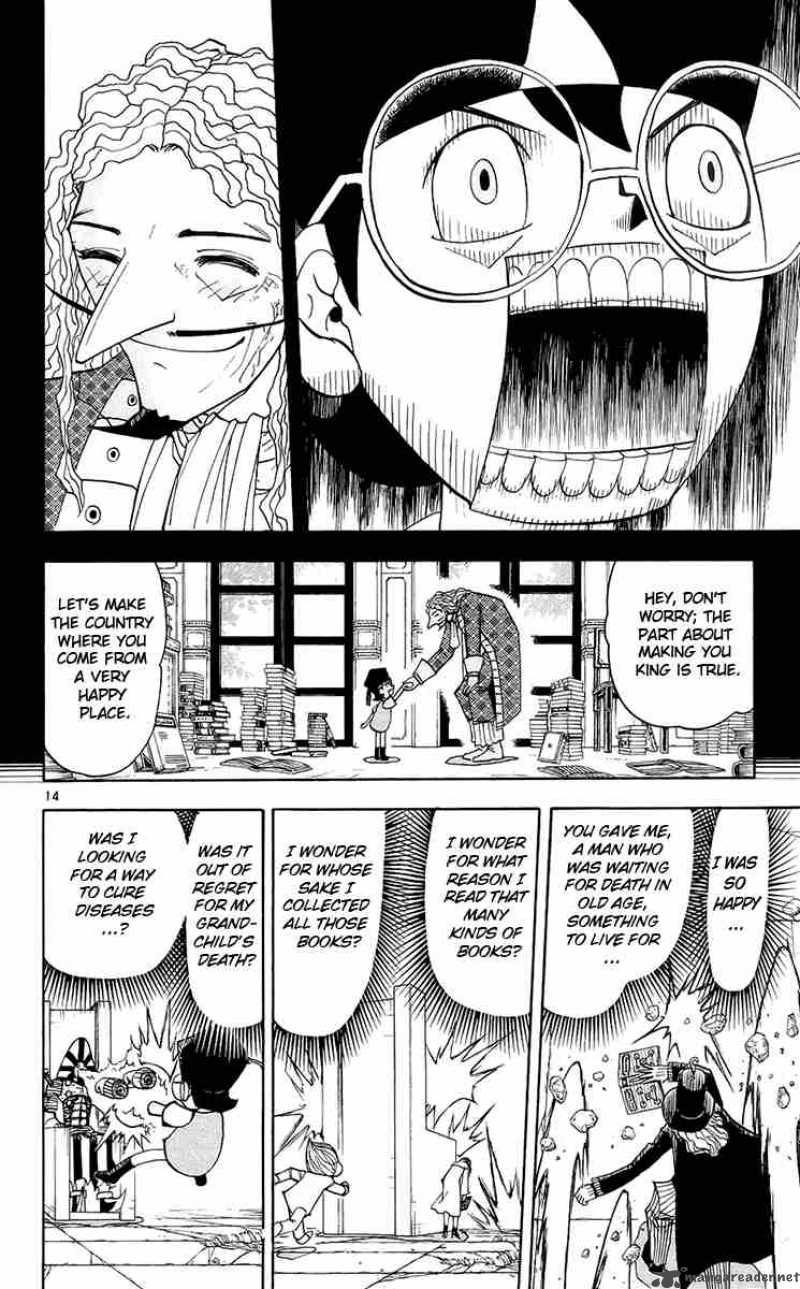 HEY, DON'T
WORRY; THE
PART ABOUT
MAKING YOU
KING IS TRUE.
LET'S MAKE
THE COUNTRY
WHERE YOU
COME FROM
A VERY
HAPPY
PLACE.
14
I WAS
SO
HAPPY
...
YOU GAVE ME,
A MAN WHO
WAS WAITING
FOR DEATH IN
OLD AGE,
SOMETHING
TO LIVE FOR
...
I WONDER
FOR WHAT
REASON I
READ THAT
MANY
KINDS OF
BOOKS?
I WONDER
FOR WHOSE
SAKE I
COLLECTED
ALL THOSE
BOOKS?
WAS IT
OUT OF
REGRET
FOR MY
GRAND-
CHILD'S
DEATH?
WAS I
LOOKING
FOR A WAY
TO CURE
DISEASES
...?
mangareader.net